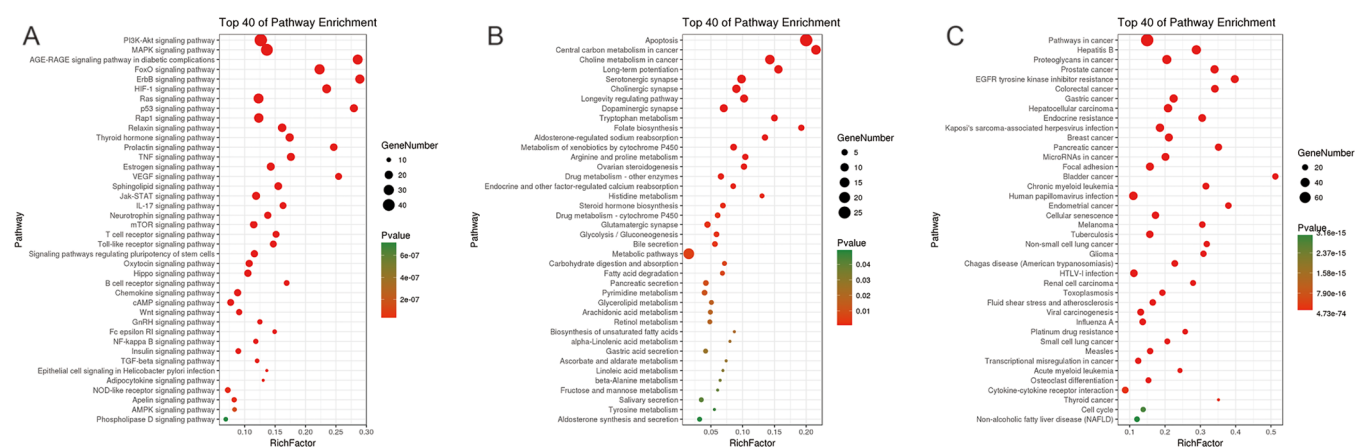 A
Top 40 of Pathway Enrichment
PI3K-Akt signaling pathway
MAPK signaling pathway
AGE-RAGE signaling pathway in diabetic complications
FoxO signaling pathway
ErbB signaling pathway
HIF-1 signaling pathway
Ras signaling pathway
p53 signaling pathway
Rap1 signaling pathway
Relaxin signaling pathway
Thyroid hormone signaling pathway
Prolactin signaling pathway
TNF signaling pathway
Estrogen signaling pathway
VEGF signaling pathway
Sphingolipid signaling pathway
Jak-STAT signaling pathway
IL-17 signaling pathway
Neurotrophin signaling pathway
mTOR signaling pathway
T cell receptor signaling pathway
Toll-like receptor signaling pathway
Signaling pathways regulating pluripotency of stem cells
Oxytocin signaling pathway
Hippo signaling pathway
B cell receptor signaling pathway
Chemokine signaling pathway
cAMP signaling pathway
Wnt signaling pathway
GnRH signaling pathway
Fc epsilon RI signaling pathway
NF-kappa B signaling pathway
Insulin signaling pathway
TGF-beta signaling pathway
Epithelial cell signaling in Helicobacter pylori infection
Adipocytokine signaling pathway
NOD-like receptor signaling pathway
Apelin signaling pathway
AMPK signaling pathway
Phospholipase D signaling pathway
Pathway
0.10 0.15 0.20 0.25 0.30
RichFactor
GeneNumber
10
20
30
40
Pvalue
6e-07
4e-07
2e-07
B
Top 40 of Pathway Enrichment
Apoptosis
Central carbon metabolism in cancer
Choline metabolism in cancer
Long-term potentiation
Serotonergic synapse
Cholinergic synapse
Longevity regulating pathway
Dopaminergic synapse
Tryptophan metabolism
Folate biosynthesis
Aldosterone-regulated sodium reabsorption
Metabolism of xenobiotics by cytochrome P450
Arginine and proline metabolism
Ovarian steroidogenesis
Drug metabolism - other enzymes
Endocrine and other factor-regulated calcium reabsorption
Histidine metabolism
Steroid hormone biosynthesis
Drug metabolism - cytochrome P450
Glutamatergic synapse
Glycolysis / Gluconeogenesis
Bile secretion
Metabolic pathways
Carbohydrate digestion and absorption
Fatty acid degradation
Pancreatic secretion
Pyrimidine metabolism
Glycerolipid metabolism
Arachidonic acid metabolism
Retinol metabolism
Biosynthesis of unsaturated fatty acids
alpha-Linolenic acid metabolism
Gastric acid secretion
Ascorbate and aldarate metabolism
Linoleic acid metabolism
beta-Alanine metabolism
Fructose and mannose metabolism
Salivary secretion
Tyrosine metabolism
Aldosterone synthesis and secretion
Pathway
0.05 0.10 0.15 0.20
RichFactor
GeneNumber
5
10
15
20
25
Pvalue
0.04
0.03
0.02
0.01
C
Top 40 of Pathway Enrichment
Pathways in cancer
Hepatitis B
Proteoglycans in cancer
Prostate cancer
EGFR tyrosine kinase inhibitor resistance
Colorectal cancer
Gastric cancer
Hepatocellular carcinoma
Endocrine resistance
Kaposi's sarcoma-associated herpesvirus infection
Breast cancer
Pancreatic cancer
MicroRNAs in cancer
Focal adhesion
Bladder cancer
Chronic myeloid leukemia
Human papillomavirus infection
Endometrial cancer
Cellular senescence
Melanoma
Tuberculosis
Non-small cell lung cancer
Glioma
Chagas disease (American trypanosomiasis)
HTLV-I infection
Renal cell carcinoma
Toxoplasmosis
Fluid shear stress and atherosclerosis
Viral carcinogenesis
Influenza A
Platinum drug resistance
Small cell lung cancer
Measles
Transcriptional misregulation in cancer
Acute myeloid leukemia
Osteoclast differentiation
Cytokine-cytokine receptor interaction
Thyroid cancer
Cell cycle
Non-alcoholic fatty liver disease (NAFLD)
Pathway
0.1 0.2 0.3 0.4 0.5
RichFactor
GeneNumber
20
40
60
Pvalue
3.16e-15
2.37e-15
1.58e-15
7.90e-16
4.73e-74